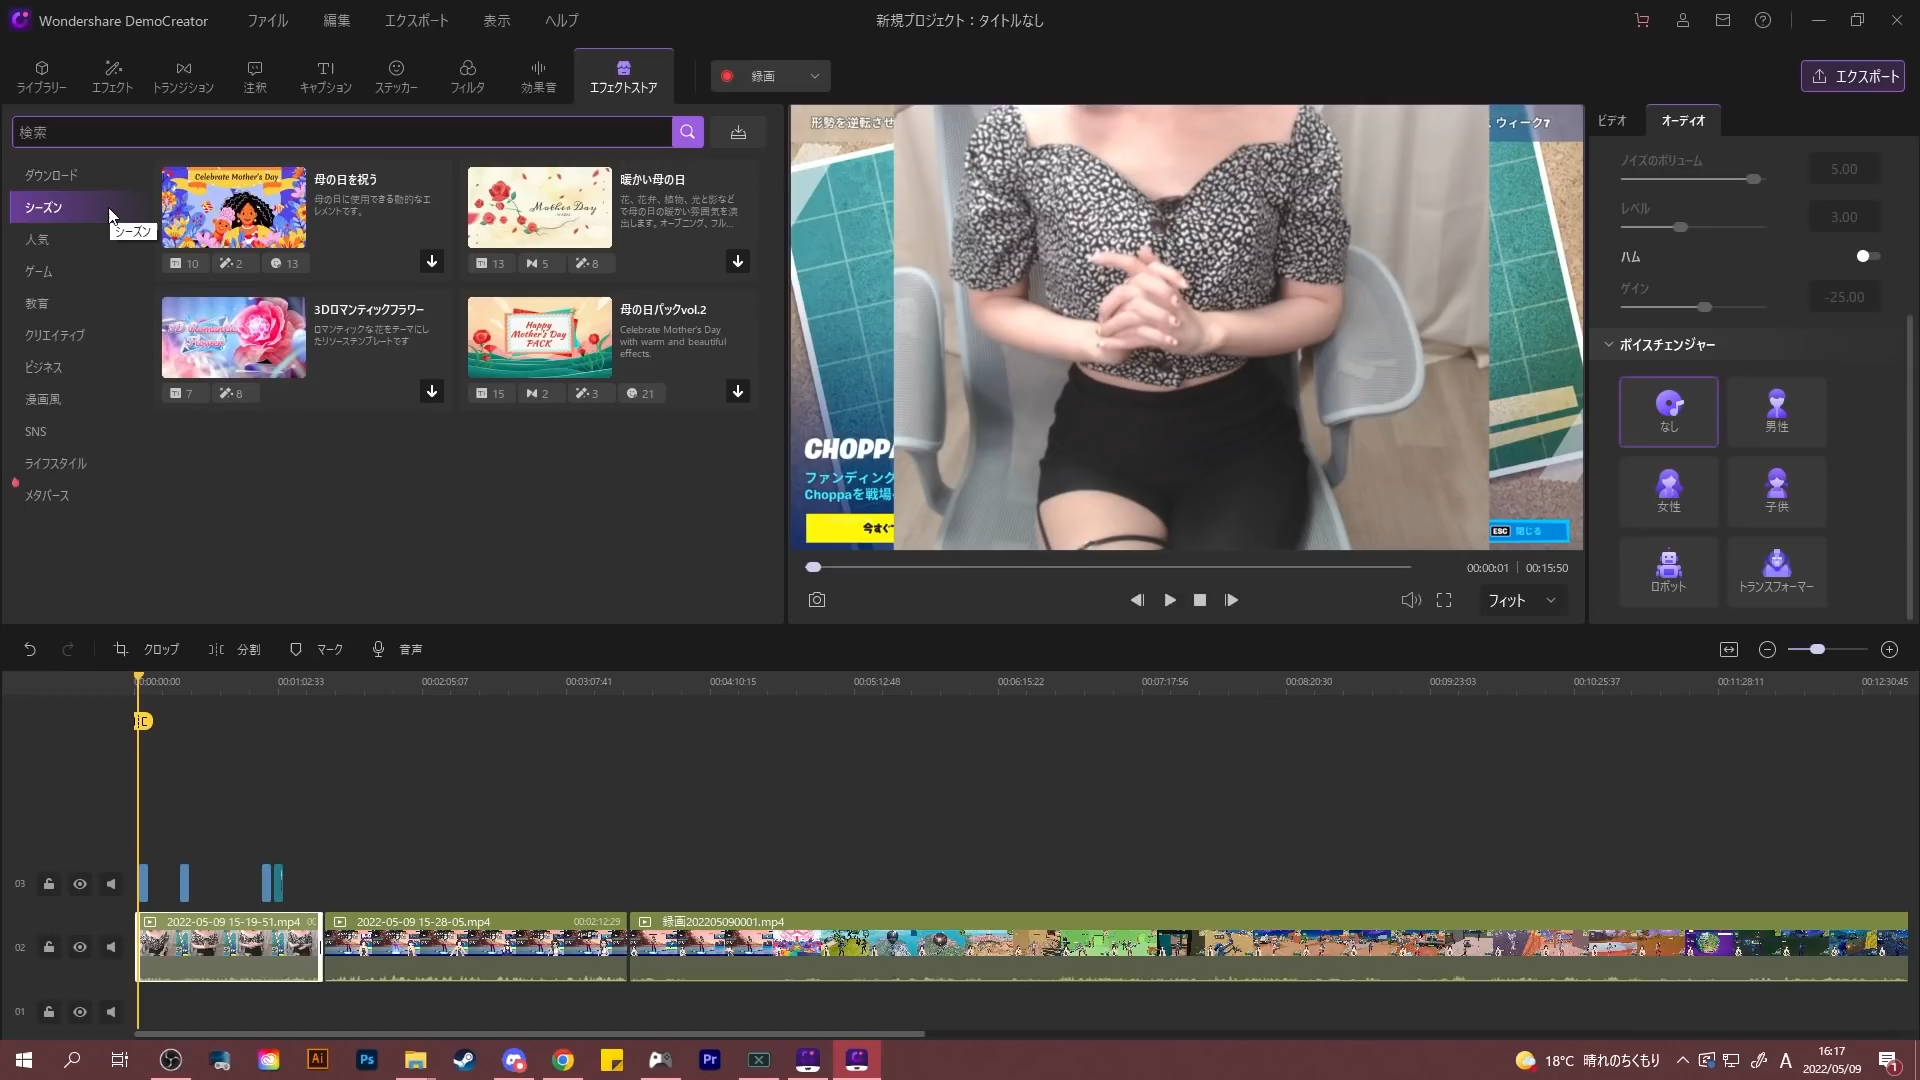 Wondershare DemoCreator ファイル 編集 エクスポート 表示 ヘルプ 新規プロジェクト：タイトルなし
ライブラリー エフェクト トランジション 注釈 キャプション ステッカー フィルタ 効果音 エフェクトストア 録画 エクスポート
検索
ダウンロード
シーズン
シーズン
人気
ゲーム
教育
クリエイティブ
ビジネス
漫画風
SNS
ライフスタイル
メタバース
Celebrate Mother's Day
母の日を祝う
母の日に使用できる動的なエ
レメントです。
10 2 13
Mother Day
暖かい母の日
花、花弁、植物、光と影など
で母の日の暖かい雰囲気を演
出します。オープニング、フル...
13 5 8
3D Romantic
Flower
3Dロマンティックフラワー
ロマンティックな花をテーマにし
たリソーステンプレートです
7 8
Happy
Mother's Day
PACK
母の日パックvol.2
Celebrate Mother's Day
with warm and beautiful
effects.
15 2 3 21
形勢を逆転させ
ウィーク7
CHOPPA
ファンディング
Choppaを戦場
今すぐ
ESC 閉じる
00:00:01 00:15:50
フィット
ビデオ オーディオ
ノイズのボリューム 5.00
レベル 3.00
ハム
ゲイン -25.00
ボイスチェンジャー
なし 男性
女性 子供
ロボット トランスフォーマー
クロップ 分割 マーク 音声
00:00:00:00 00:01:02:33 00:02:05:07 00:03:07:41 00:04:10:15 00:05:12:48 00:06:15:22 00:07:17:56 00:08:20:30 00:09:23:03 00:10:25:37 00:11:28:11 00:12:30:45
03
2022-05-09 15-19-51.mp4 00 2022-05-09 15-28-05.mp4 00:02:12:29 録画202205090001.mp4
02
01
Ai Ps Pr 18°C 晴れのちくもり A 16:17
2022/05/09
1